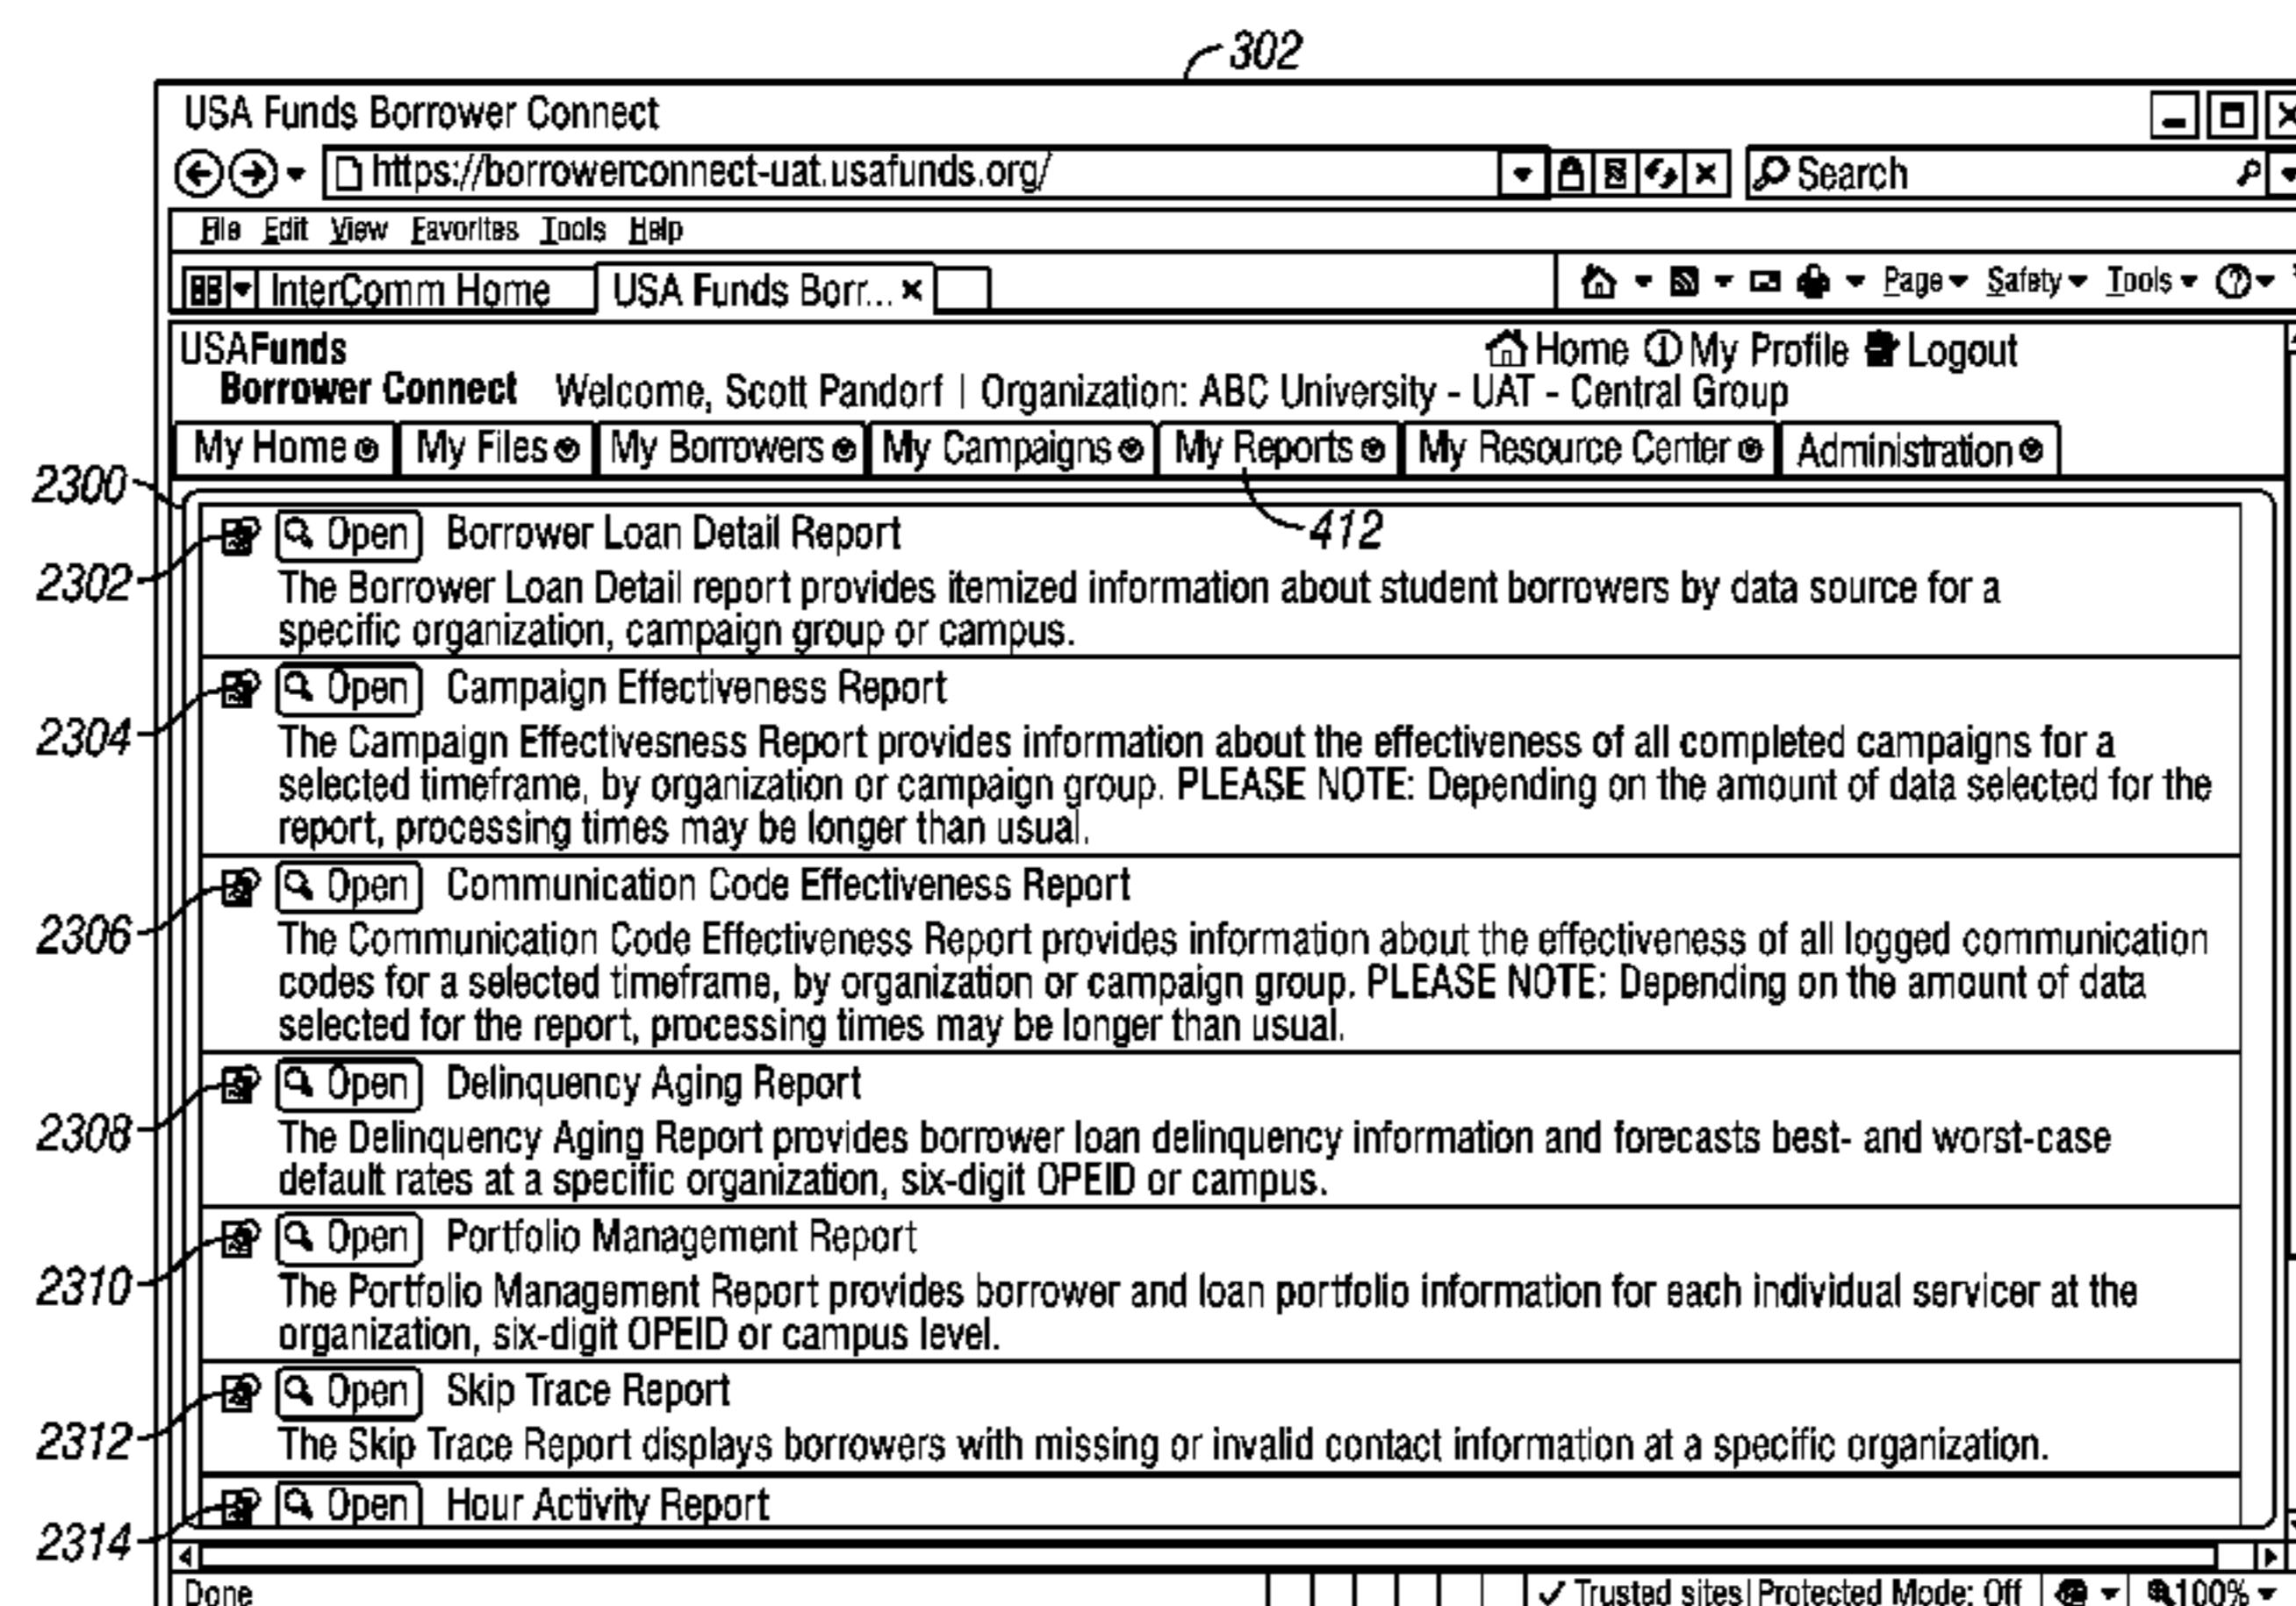 302
USA Funds Borrower Connect
https://borrowerconnect-uat.usafunds.org/ Search
File Edit View Favorites Tools Help
InterComm Home USA Funds Borr... × Page Safety Tools
USAFunds Home My Profile Logout
Borrower Connect Welcome, Scott Pandorf | Organization: ABC University - UAT - Central Group
My Home My Files My Borrowers My Campaigns My Reports My Resource Center Administration
2300
412
Open Borrower Loan Detail Report
2302
The Borrower Loan Detail report provides itemized information about student borrowers by data source for a
specific organization, campaign group or campus.
Open Campaign Effectiveness Report
2304
The Campaign Effectivesness Report provides information about the effectiveness of all completed campaigns for a
selected timeframe, by organization or campaign group. PLEASE NOTE: Depending on the amount of data selected for the
report, processing times may be longer than usual.
Open Communication Code Effectiveness Report
2306
The Communication Code Effectiveness Report provides information about the effectiveness of all logged communication
codes for a selected timeframe, by organization or campaign group. PLEASE NOTE: Depending on the amount of data
selected for the report, processing times may be longer than usual.
Open Delinquency Aging Report
2308
The Delinquency Aging Report provides borrower loan delinquency information and forecasts best- and worst-case
default rates at a specific organization, six-digit OPEID or campus.
Open Portfolio Management Report
2310
The Portfolio Management Report provides borrower and loan portfolio information for each individual servicer at the
organization, six-digit OPEID or campus level.
Open Skip Trace Report
2312
The Skip Trace Report displays borrowers with missing or invalid contact information at a specific organization.
Open Hour Activity Report
2314
Done Trusted sites | Protected Mode: Off 100%